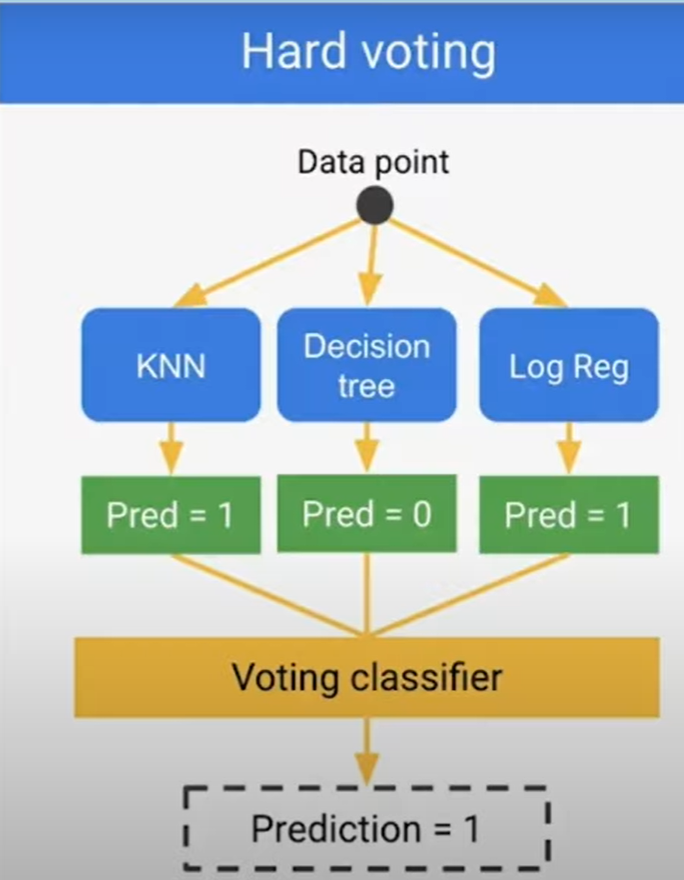 Hard voting
Data point
KNN
Decision
tree
Log Reg
Pred = 1
Pred = 0
Pred = 1
Voting classifier
Prediction = 1